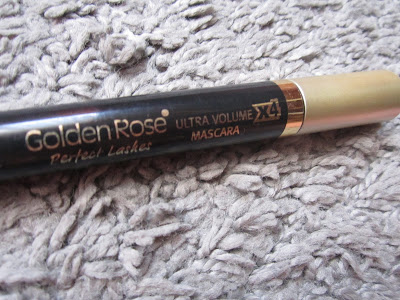 Golden Rose
Perfect Lashes
ULTRA VOLUME X4
MASCARA